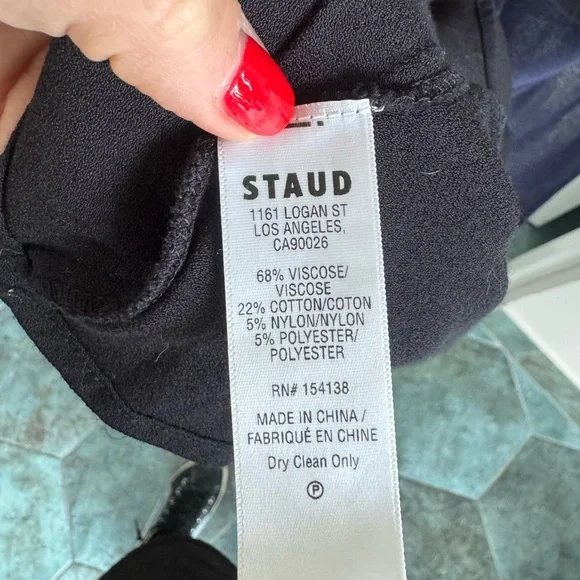 STAUD
1161 LOGAN ST
LOS ANGELES,
CA90026
68% VISCOSE/
VISCOSE
22% COTTON/COTON
5% NYLON/NYLON
5% POLYESTER/
POLYESTER
RN# 154138
MADE IN CHINA /
FABRIQUÉ EN CHINE
Dry Clean Only
P